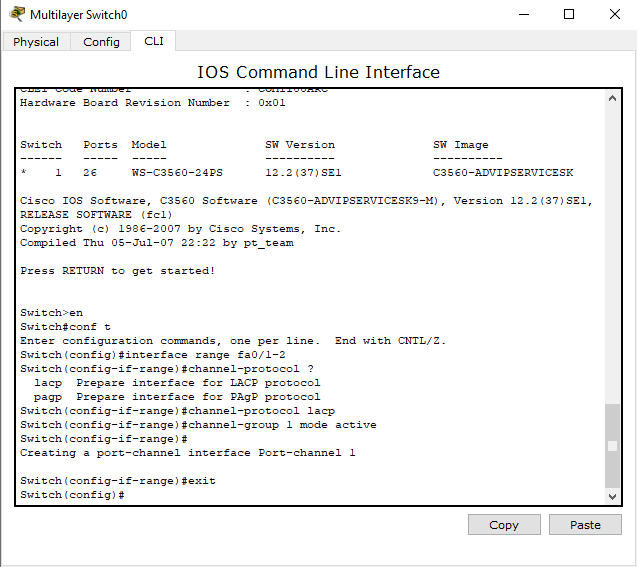 Multilayer Switch0
Physical Config CLI
IOS Command Line Interface
Hardware Board Revision Number : 0x01
Switch Ports Model SW Version SW Image
------ ----- ----- ---------- ----------
* 1 26 WS-C3560-24PS 12.2(37)SE1 C3560-ADVIPSERVICESK
Cisco IOS Software, C3560 Software (C3560-ADVIPSERVICESK9-M), Version 12.2(37)SE1,
RELEASE SOFTWARE (fc1)
Copyright (c) 1986-2007 by Cisco Systems, Inc.
Compiled Thu 05-Jul-07 22:22 by pt_team
Press RETURN to get started!
Switch>en
Switch#conf t
Enter configuration commands, one per line. End with CNTL/Z.
Switch(config)#interface range fa0/1-2
Switch(config-if-range)#channel-protocol ?
lacp Prepare interface for LACP protocol
pagp Prepare interface for PAgP protocol
Switch(config-if-range)#channel-protocol lacp
Switch(config-if-range)#channel-group 1 mode active
Switch(config-if-range)#
Creating a port-channel interface Port-channel 1
Switch(config-if-range)#exit
Switch(config)#
Copy Paste